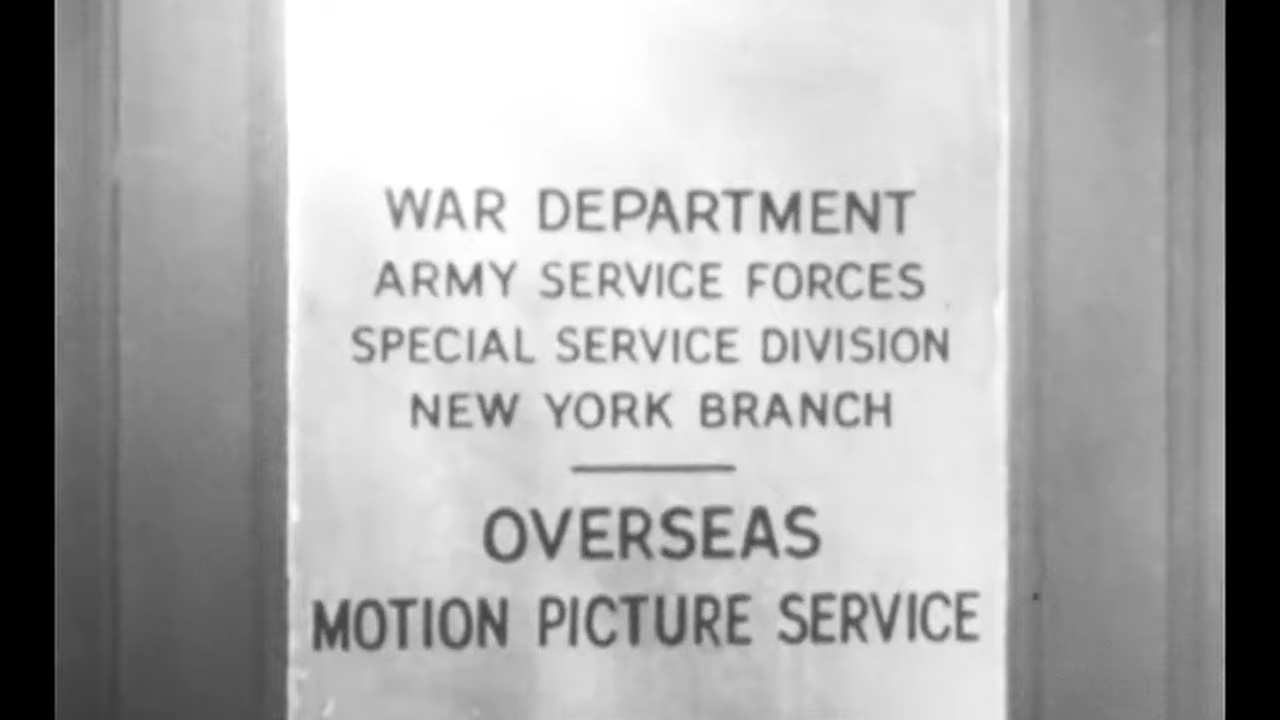 WAR DEPARTMENT
ARMY SERVICE FORCES
SPECIAL SERVICE DIVISION
NEW YORK BRANCH
OVERSEAS
MOTION PICTURE SERVICE